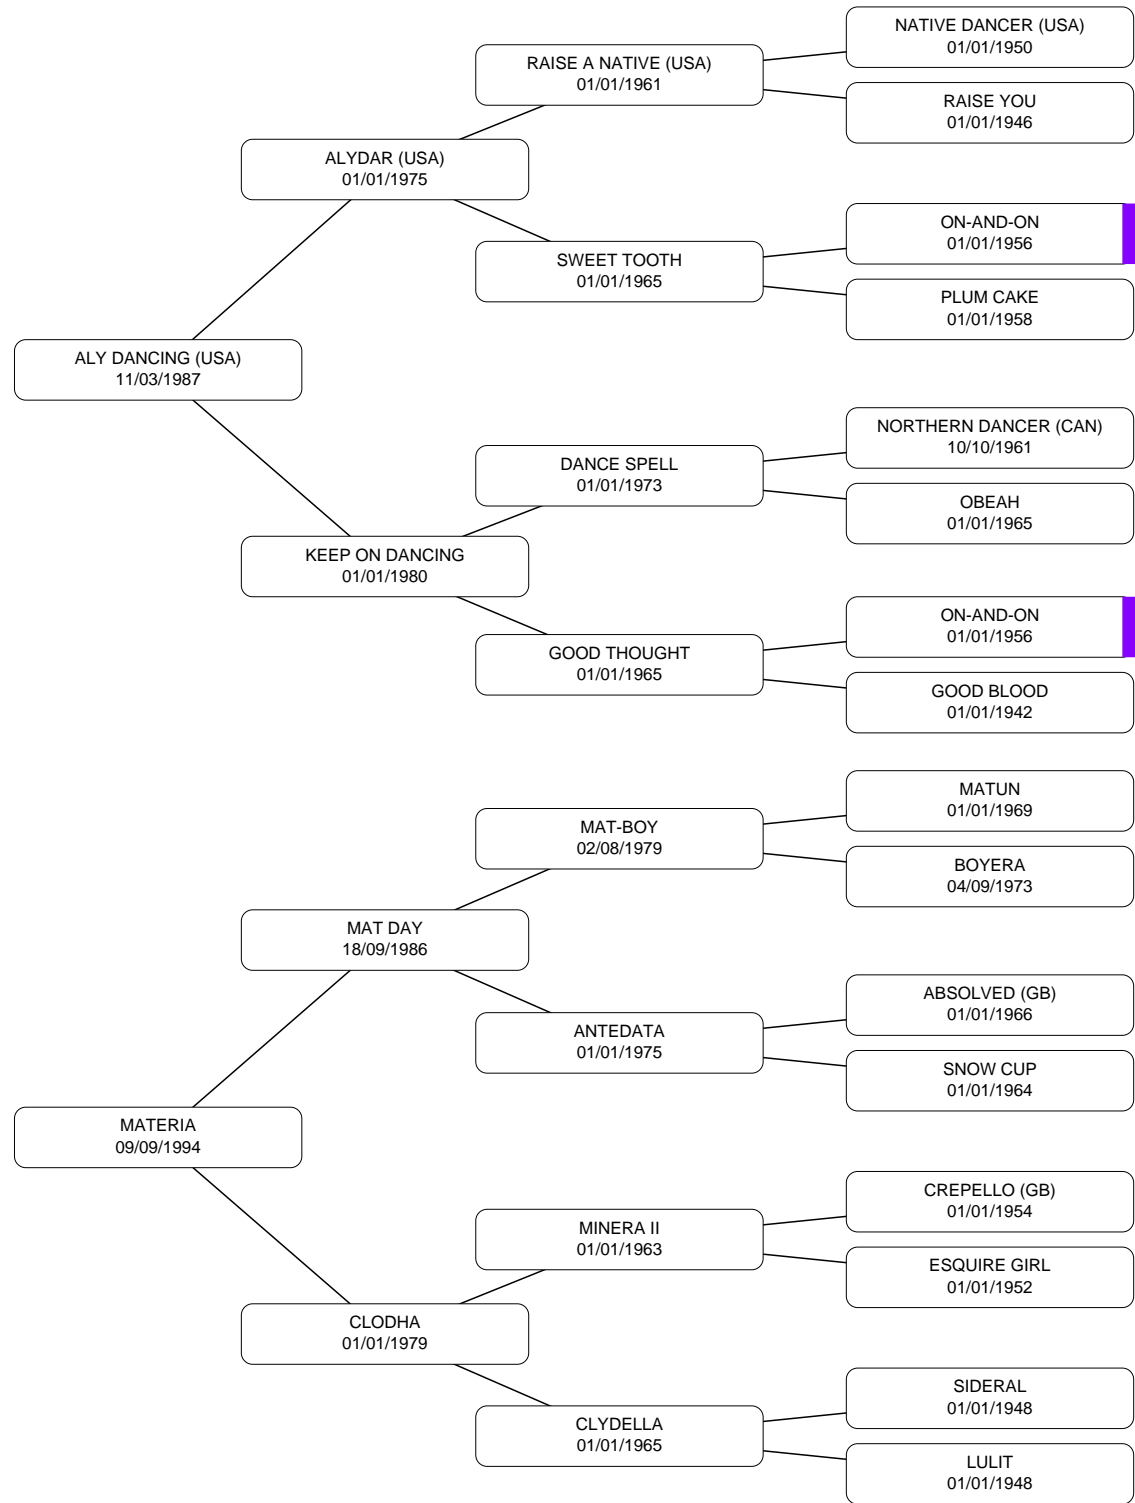 NATIVE DANCER (USA)
01/01/1950
RAISE A NATIVE (USA)
01/01/1961
RAISE YOU
01/01/1946
ALYDAR (USA)
01/01/1975
ON-AND-ON
01/01/1956
SWEET TOOTH
01/01/1965
PLUM CAKE
01/01/1958
ALY DANCING (USA)
11/03/1987
NORTHERN DANCER (CAN)
10/10/1961
DANCE SPELL
01/01/1973
OBEAH
01/01/1965
KEEP ON DANCING
01/01/1980
ON-AND-ON
01/01/1956
GOOD THOUGHT
01/01/1965
GOOD BLOOD
01/01/1942
MATUN
01/01/1969
MAT-BOY
02/08/1979
BOYERA
04/09/1973
MAT DAY
18/09/1986
ABSOLVED (GB)
01/01/1966
ANTEDATA
01/01/1975
SNOW CUP
01/01/1964
MATERIA
09/09/1994
CREPELLO (GB)
01/01/1954
MINERA II
01/01/1963
ESQUIRE GIRL
01/01/1952
CLODHA
01/01/1979
SIDERAL
01/01/1948
CLYDELLA
01/01/1965
LULIT
01/01/1948